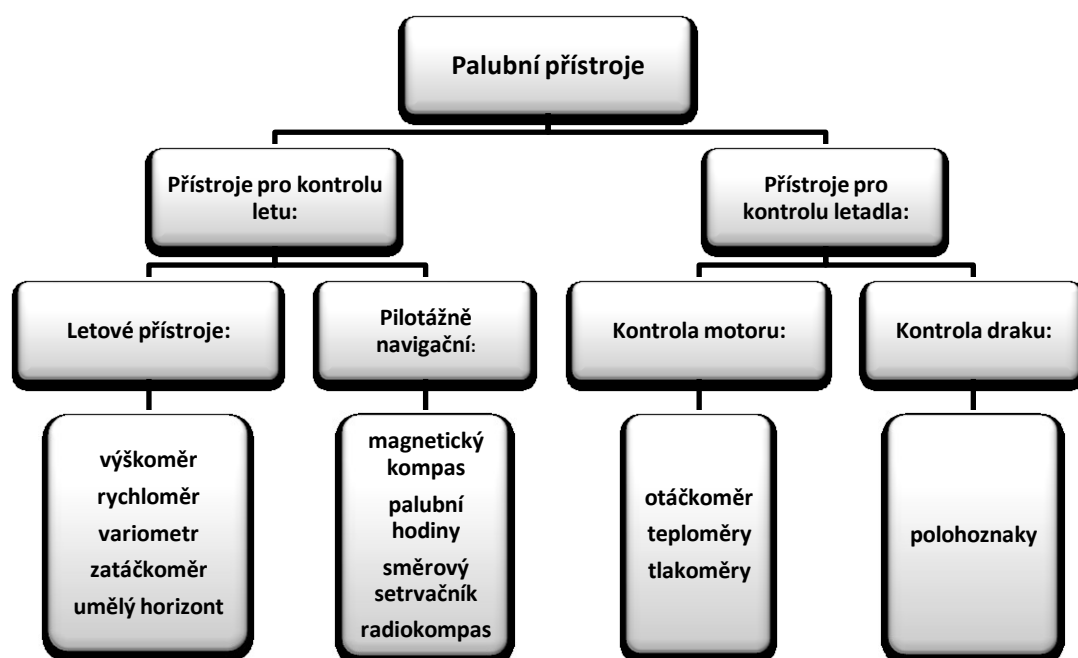 Palubní přístroje
Přístroje pro kontrolu
letu:
Přístroje pro
kontrolu letadla:
Letové přístroje:
Pilotážně
navigační:
Kontrola motoru:
Kontrola draku:
výškoměr
rychloměr
variometr
zatáčkoměr
umělý horizont
magnetický
kompas
palubní
hodiny
směrový
setrvačník
radiokompas
otáčkoměr
teploměry
tlakoměry
polohoznaky